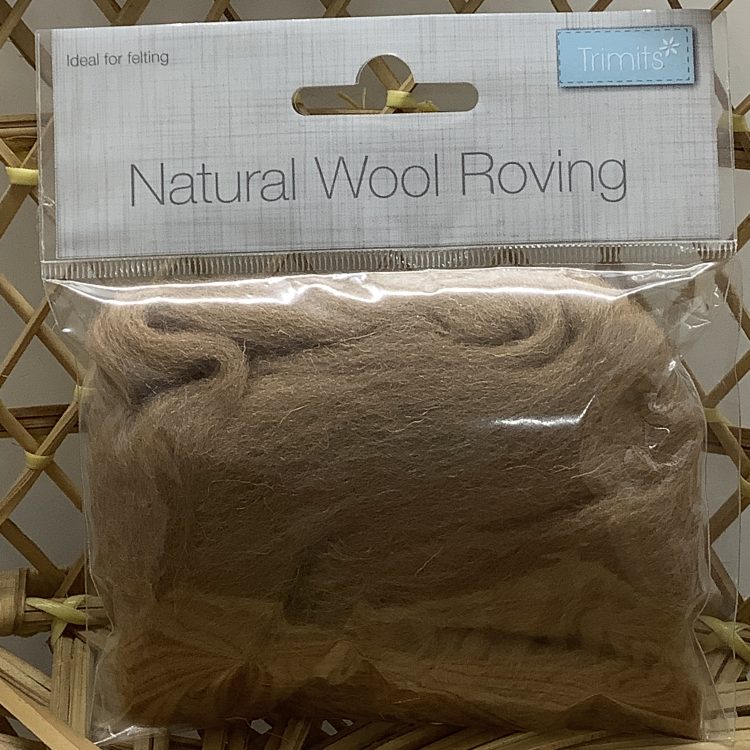 Ideal for felting
Trimits
Natural Wool Roving